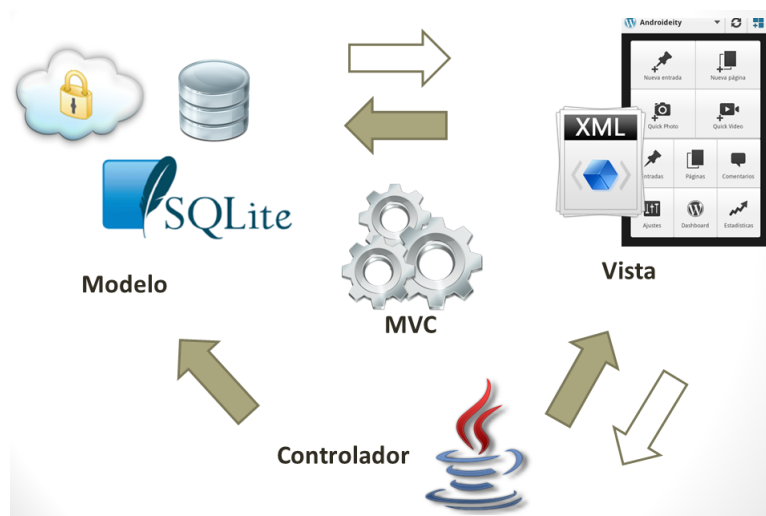 Androideity
Nueva entrada
Nueva página
XML
Quick Photo
Quick Video
SQLite
Entradas
Páginas
Comentarios
Ajustes
Dashboard
Estadísticas
Modelo
Vista
MVC
Controlador